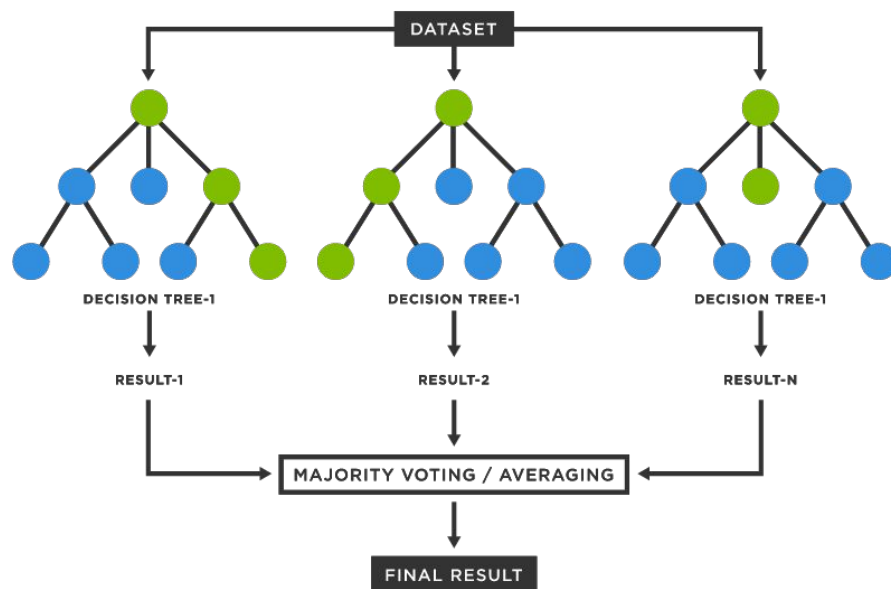 DATASET
DECISION TREE-1
DECISION TREE-1
DECISION TREE-1
RESULT-1
RESULT-2
RESULT-N
MAJORITY VOTING / AVERAGING
FINAL RESULT